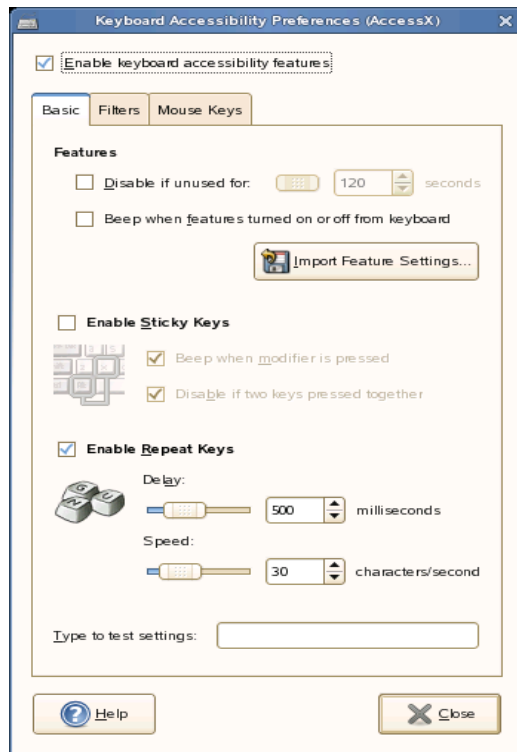 Keyboard Accessibility Preferences (AccessX)
Enable keyboard accessibility features
Basic Filters Mouse Keys
Features
Disable if unused for: 120 seconds
Beep when features turned on or off from keyboard
Import Feature Settings...
Enable Sticky Keys
Beep when modifier is pressed
Disable if two keys pressed together
Enable Repeat Keys
Delay:
500 milliseconds
Speed:
30 characters/second
Type to test settings:
Help Close